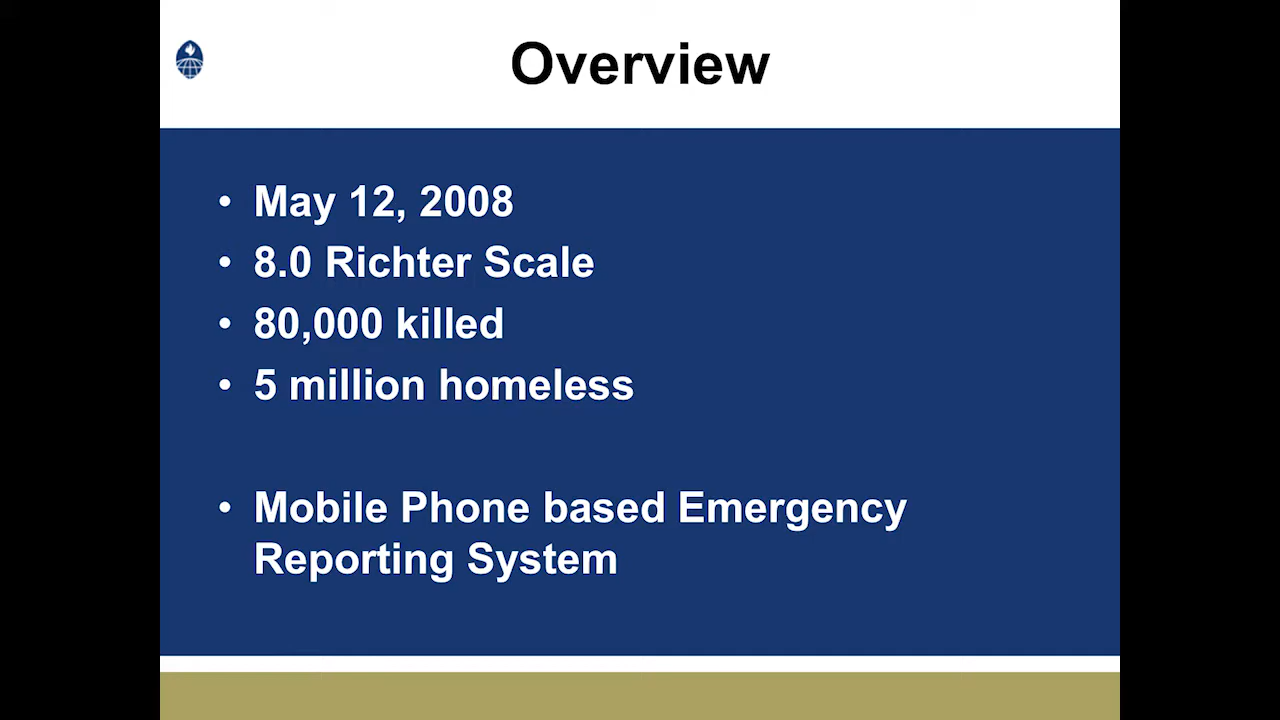 Overview
• May 12, 2008
• 8.0 Richter Scale
• 80,000 killed
• 5 million homeless
• Mobile Phone based Emergency
Reporting System